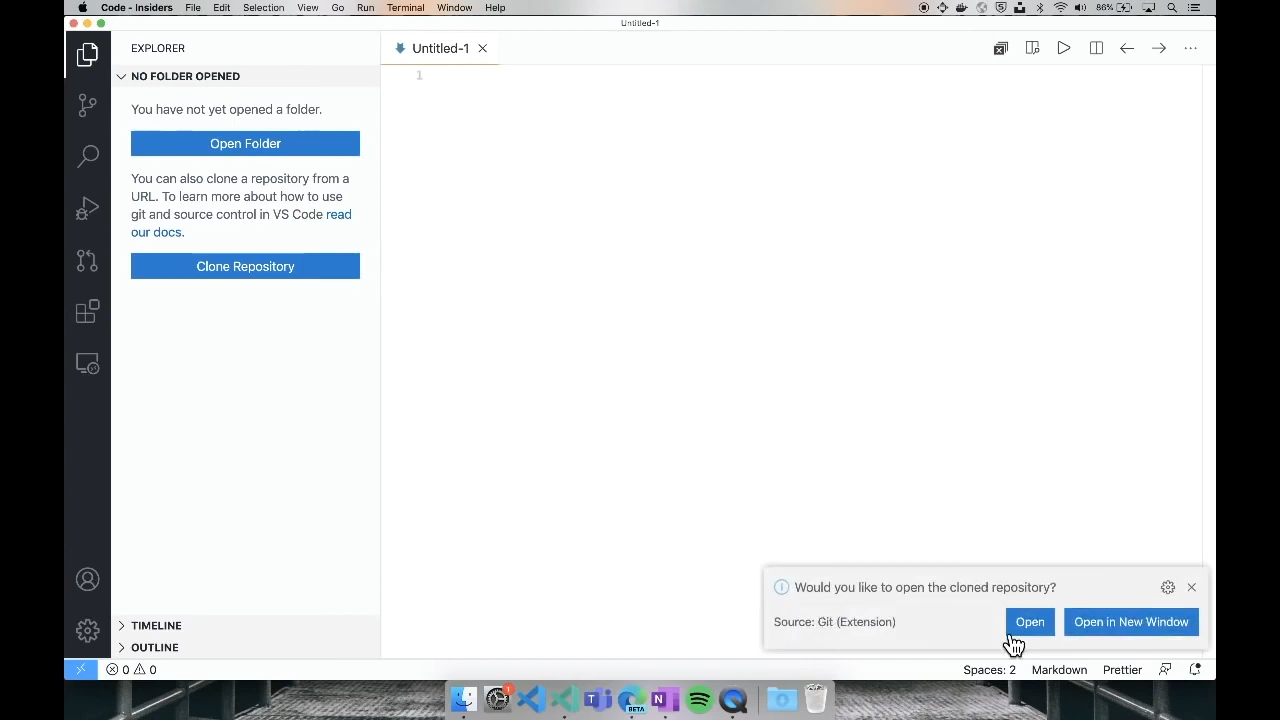 Code - Insiders File Edit Selection View Go Run Terminal Window Help 86%
Untitled-1
EXPLORER
Untitled-1
NO FOLDER OPENED
1
You have not yet opened a folder.
Open Folder
You can also clone a repository from a
URL. To learn more about how to use
git and source control in VS Code read
our docs.
Clone Repository
Would you like to open the cloned repository?
Source: Git (Extension) Open Open in New Window
TIMELINE
OUTLINE
0 0 Spaces: 2 Markdown Prettier
1
BETA